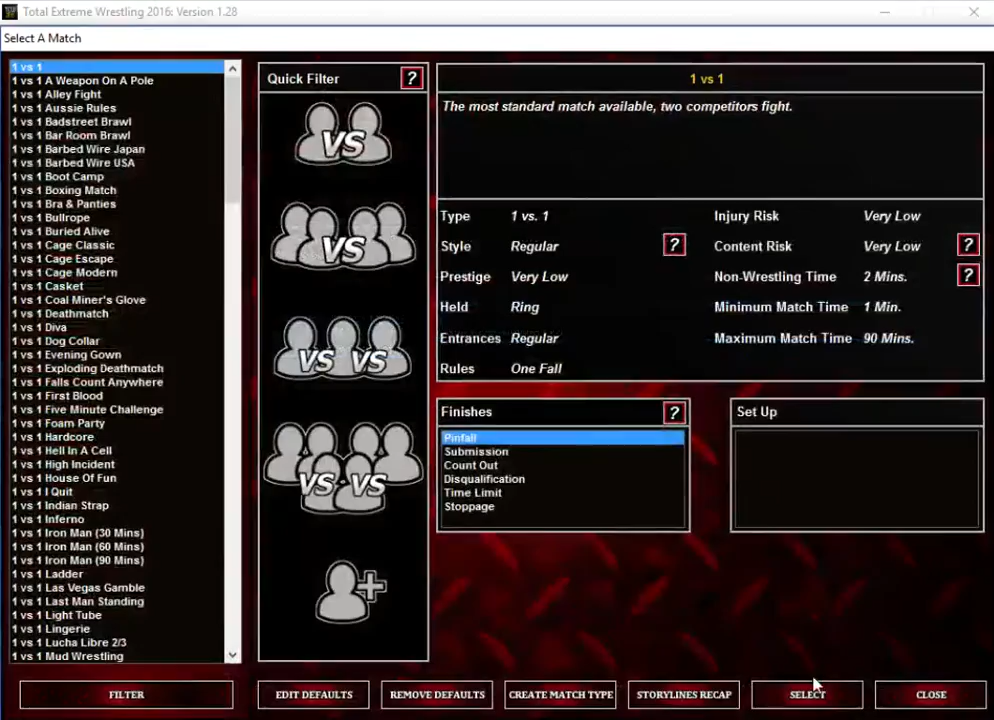 Total Extreme Wrestling 2016: Version 1.28
Select A Match
1 vs 1
1 vs 1 A Weapon On A Pole
1 vs 1 Alley Fight
1 vs 1 Aussie Rules
1 vs 1 Badstreet Brawl
1 vs 1 Bar Room Brawl
1 vs 1 Barbed Wire Japan
1 vs 1 Barbed Wire USA
1 vs 1 Boot Camp
1 vs 1 Boxing Match
1 vs 1 Bra & Panties
1 vs 1 Bullrope
1 vs 1 Buried Alive
1 vs 1 Cage Classic
1 vs 1 Cage Escape
1 vs 1 Cage Modern
1 vs 1 Casket
1 vs 1 Coal Miner's Glove
1 vs 1 Deathmatch
1 vs 1 Diva
1 vs 1 Dog Collar
1 vs 1 Evening Gown
1 vs 1 Exploding Deathmatch
1 vs 1 Falls Count Anywhere
1 vs 1 First Blood
1 vs 1 Five Minute Challenge
1 vs 1 Foam Party
1 vs 1 Hardcore
1 vs 1 Hell In A Cell
1 vs 1 High Incident
1 vs 1 House Of Fun
1 vs 1 I Quit
1 vs 1 Indian Strap
1 vs 1 Inferno
1 vs 1 Iron Man (30 Mins)
1 vs 1 Iron Man (60 Mins)
1 vs 1 Iron Man (90 Mins)
1 vs 1 Ladder
1 vs 1 Las Vegas Gamble
1 vs 1 Last Man Standing
1 vs 1 Light Tube
1 vs 1 Lingerie
1 vs 1 Lucha Libre 2/3
1 vs 1 Mud Wrestling
Quick Filter ?
VS
VS
VS VS
VS VS
1 vs 1
The most standard match available, two competitors fight.
Type 1 vs. 1 Injury Risk Very Low
Style Regular ? Content Risk Very Low ?
Prestige Very Low Non-Wrestling Time 2 Mins. ?
Held Ring Minimum Match Time 1 Min.
Entrances Regular Maximum Match Time 90 Mins.
Rules One Fall
Finishes ?
Pinfall
Submission
Count Out
Disqualification
Time Limit
Stoppage
Set Up
FILTER EDIT DEFAULTS REMOVE DEFAULTS CREATE MATCH TYPE STORYLINES RECAP SELECT CLOSE